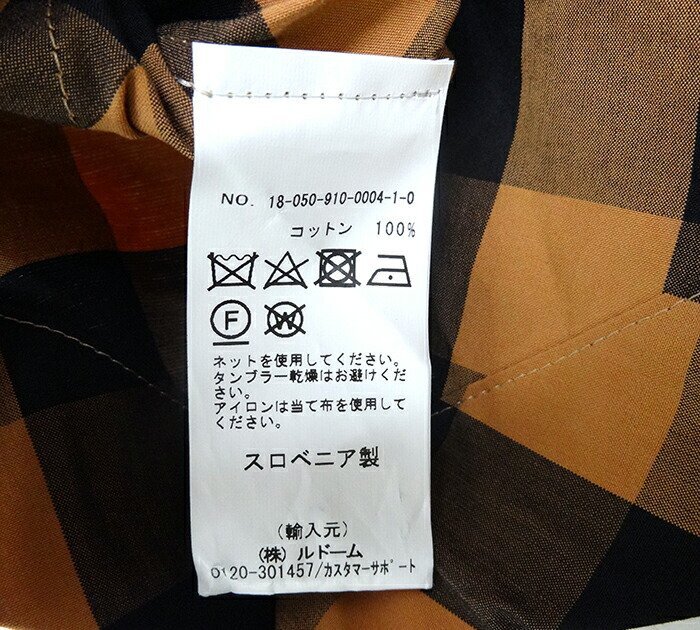 NO. 18-050-910-0004-1-0
コットン 100%
F W
ネットを使用してください。
タンブラー乾燥はお避けくだ
さい。
アイロンは当て布を使用して
ください。
スロベニア製
(輸入元)
(株) ルドーム
0120-301457/カスタマーサポート